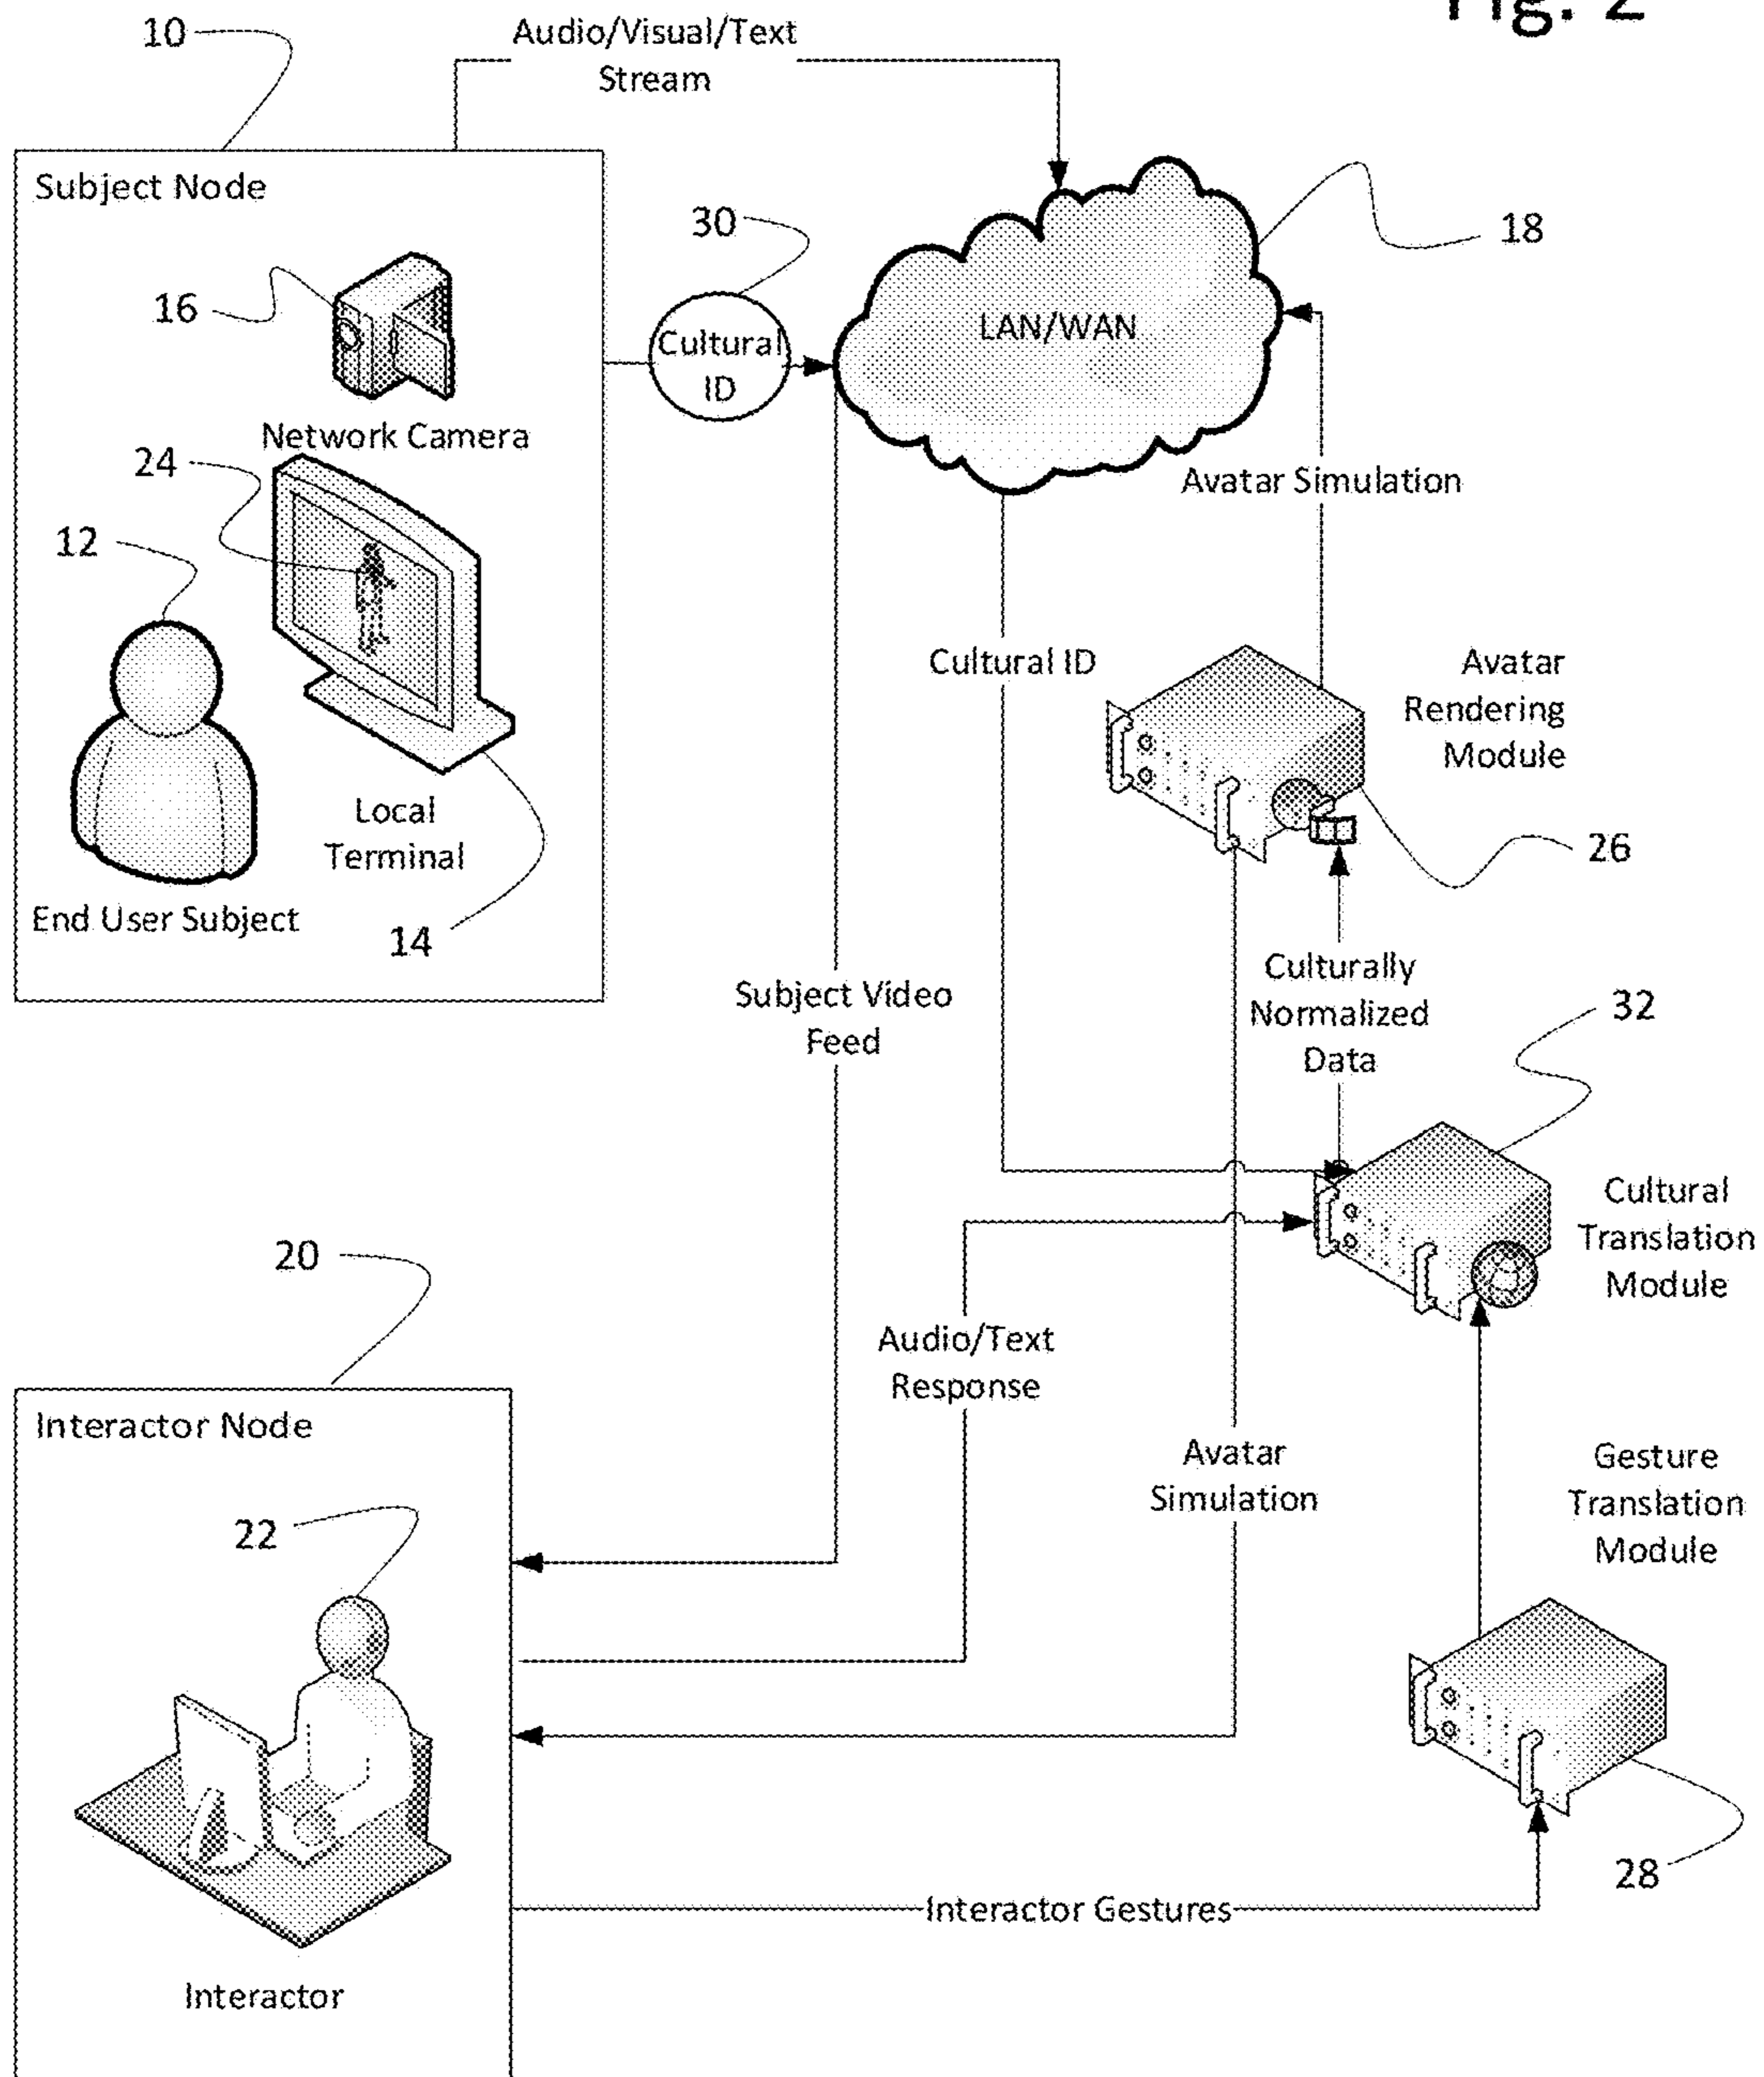 Fig. 2
10
Audio/Visual/Text
Stream
Subject Node
30
18
16
Cultural
ID
LAN/WAN
Network Camera
24
Avatar Simulation
12
Cultural ID
Avatar
Rendering
Module
Local
Terminal
26
End User Subject
14
Culturally
Normalized
Data
Subject Video
Feed
32
Cultural
Translation
Module
20
Audio/Text
Response
Interactor Node
Avatar
Simulation
Gesture
Translation
Module
22
28
Interactor Gestures
Interactor